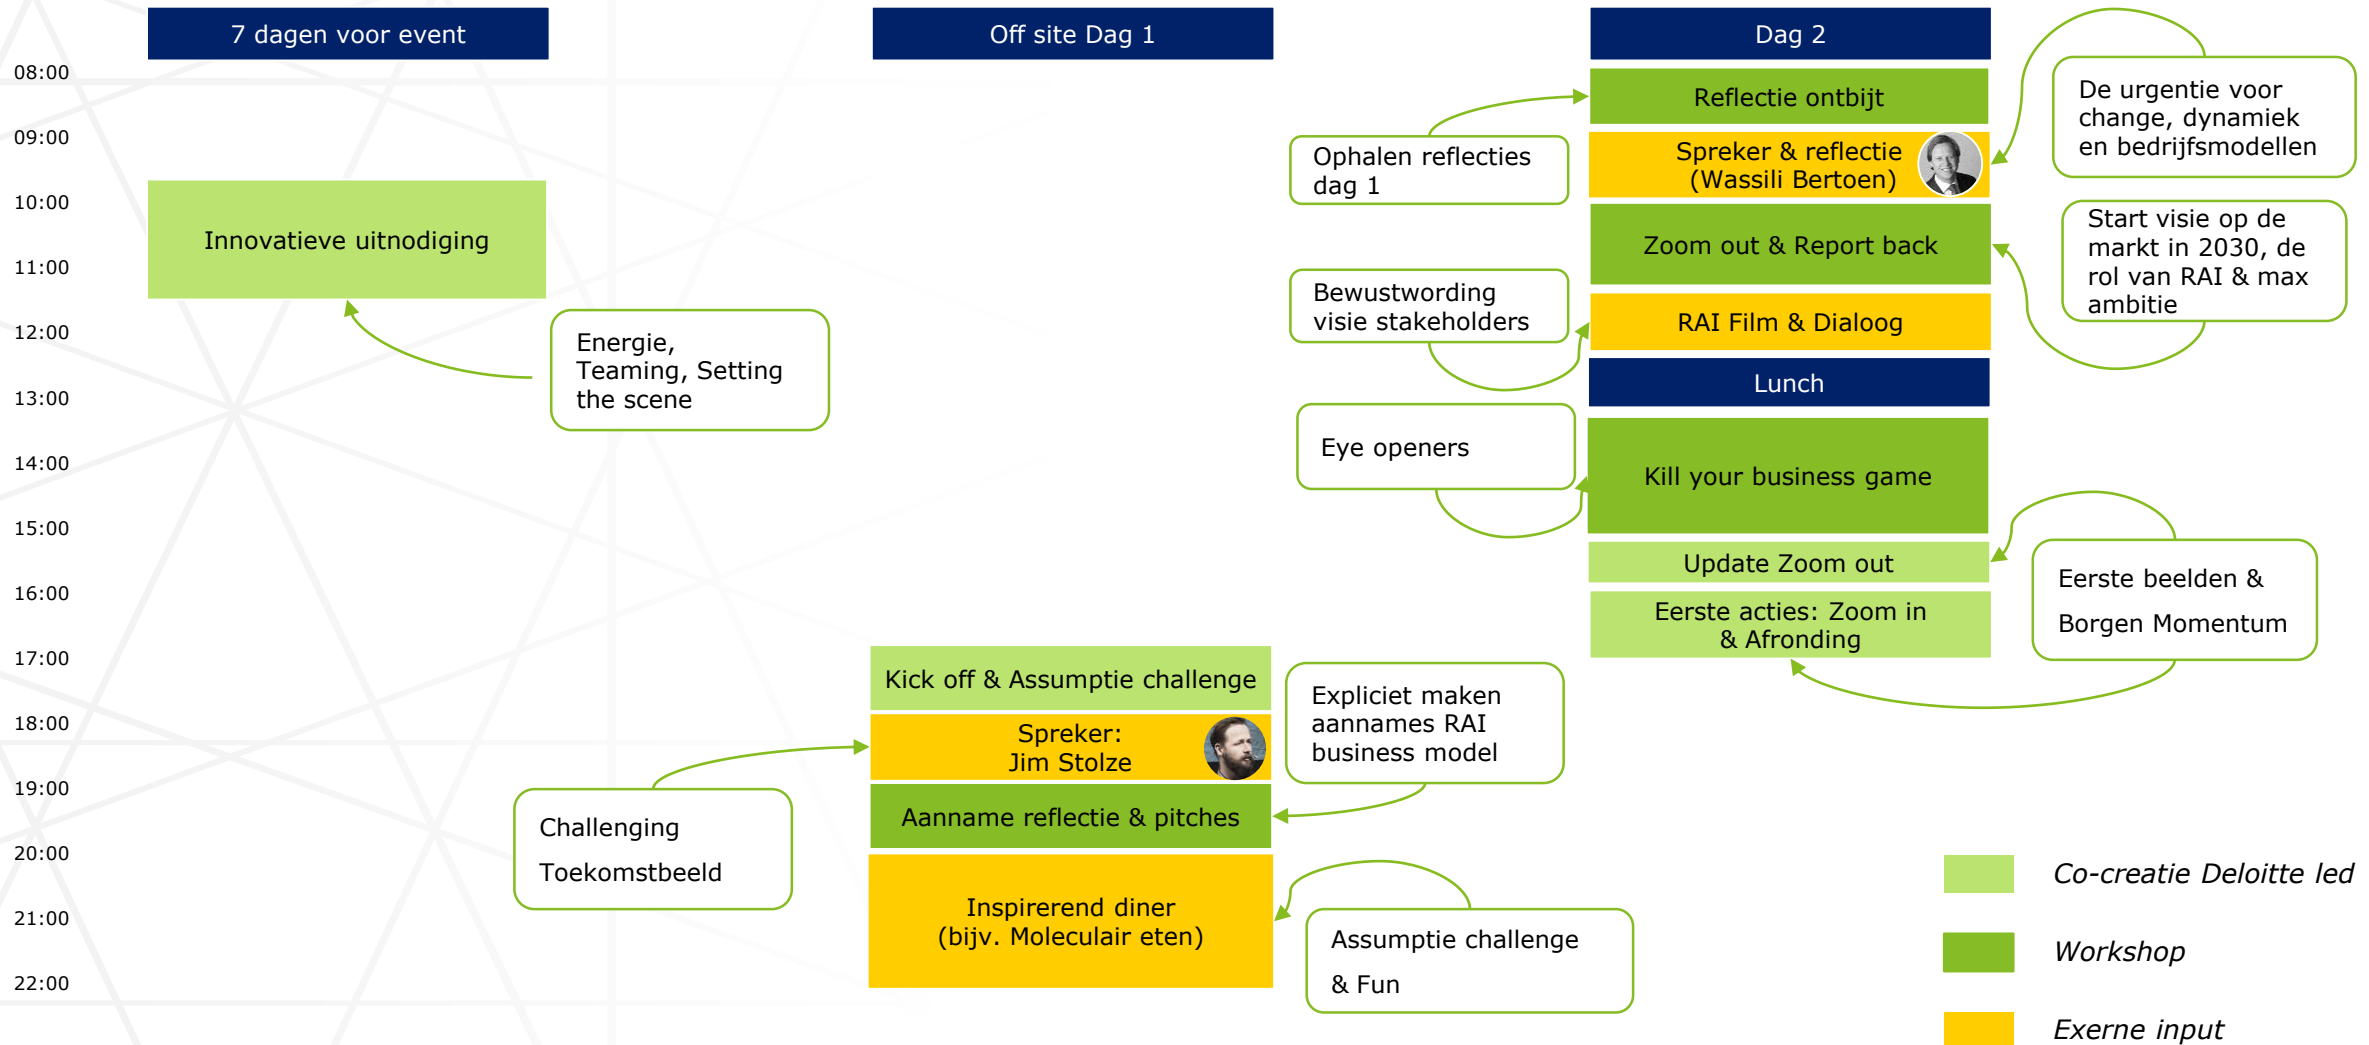 7 dagen voor event
Off site Dag 1
Dag 2
08:00
09:00
10:00
11:00
12:00
13:00
14:00
15:00
16:00
17:00
18:00
19:00
20:00
21:00
22:00
Innovatieve uitnodiging
Energie,
Teaming, Setting
the scene
Kick off & Assumptie challenge
Spreker:
Jim Stolze
Aanname reflectie & pitches
Inspirerend diner
(bijv. Moleculair eten)
Challenging
Toekomstbeeld
Expliciet maken
aannames RAI
business model
Assumptie challenge
& Fun
Reflectie ontbijt
Spreker & reflectie
(Wassili Bertoen)
Zoom out & Report back
RAI Film & Dialoog
Lunch
Kill your business game
Update Zoom out
Eerste acties: Zoom in
& Afronding
Ophalen reflecties
dag 1
Bewustwording
visie stakeholders
Eye openers
De urgentie voor
change, dynamiek
en bedrijfsmodellen
Start visie op de
markt in 2030, de
rol van RAI & max
ambitie
Eerste beelden &
Borgen Momentum
Co-creatie Deloitte led
Workshop
Exerne input